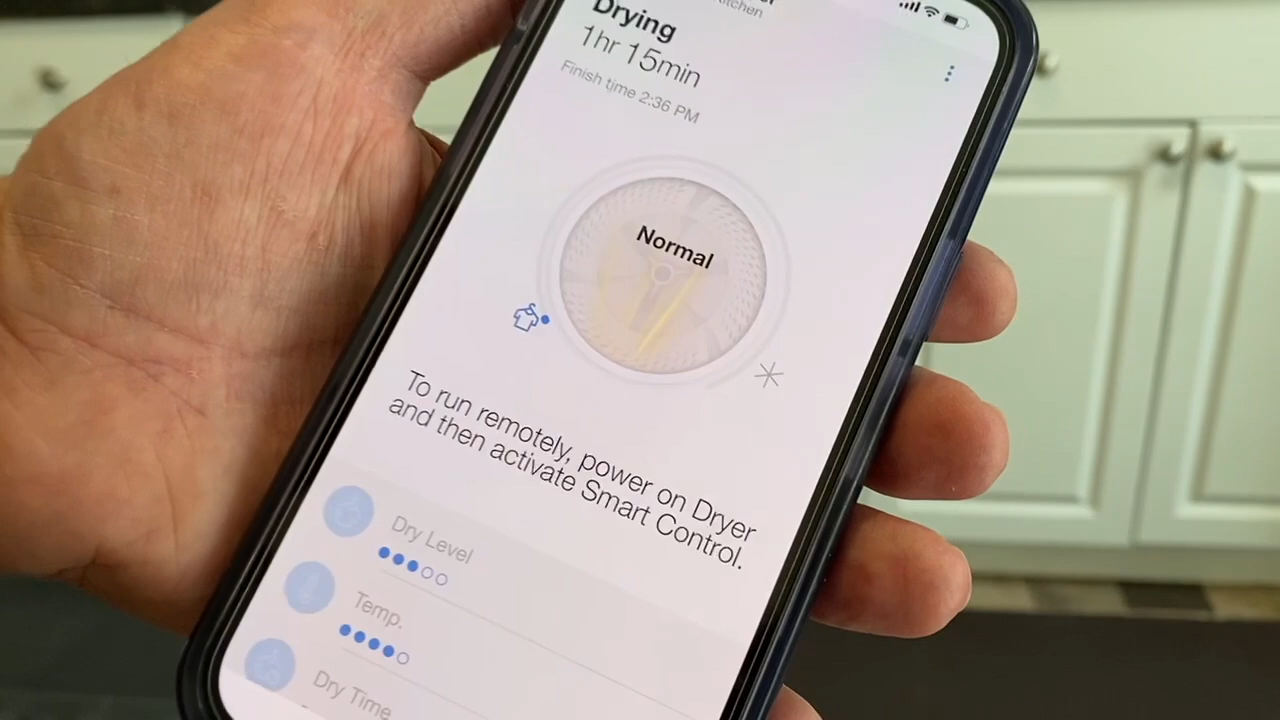 Drying
Kitchen
1hr 15min
Finish time 2:36 PM
Normal
To run remotely, power on Dryer
and then activate Smart Control.
Dry Level
Temp.
Dry Time